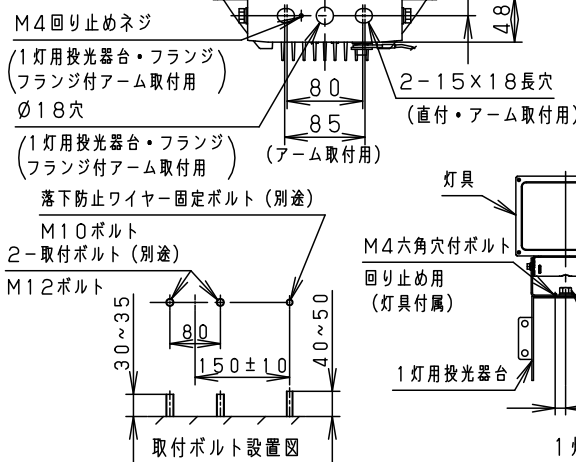 M4回り止めネジ
(1灯用投光器台・フランジ
フランジ付アーム取付用)
Ø18穴
(1灯用投光器台・フランジ
フランジ付アーム取付用)
48
80
85
(アーム取付用)
2-15×18長穴
(直付・アーム取付用)
落下防止ワイヤー固定ボルト(別途)
M10ボルト
2-取付ボルト(別途)
M12ボルト
30~35
80
150±10
40~50
取付ボルト設置図
灯具
M4六角穴付ボルト
回り止め用
(灯具付属)
1灯用投光器台
1